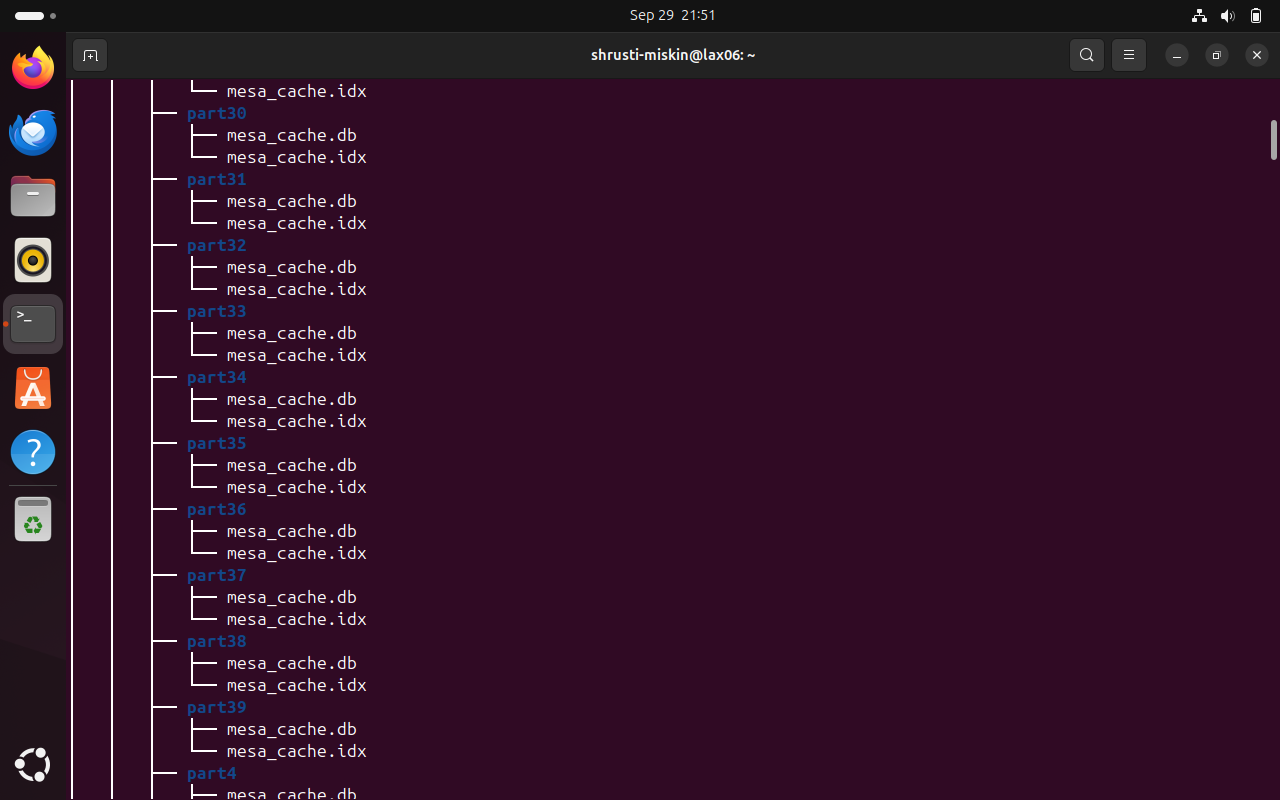 Sep 29 21:51
shrusti-miskin@lax06: ~
mesa_cache.idx
part30
mesa_cache.db
mesa_cache.idx
part31
mesa_cache.db
mesa_cache.idx
part32
mesa_cache.db
mesa_cache.idx
part33
mesa_cache.db
mesa_cache.idx
part34
mesa_cache.db
mesa_cache.idx
part35
mesa_cache.db
mesa_cache.idx
part36
mesa_cache.db
mesa_cache.idx
part37
mesa_cache.db
mesa_cache.idx
part38
mesa_cache.db
mesa_cache.idx
part39
mesa_cache.db
mesa_cache.idx
part4
mesa_cache.db